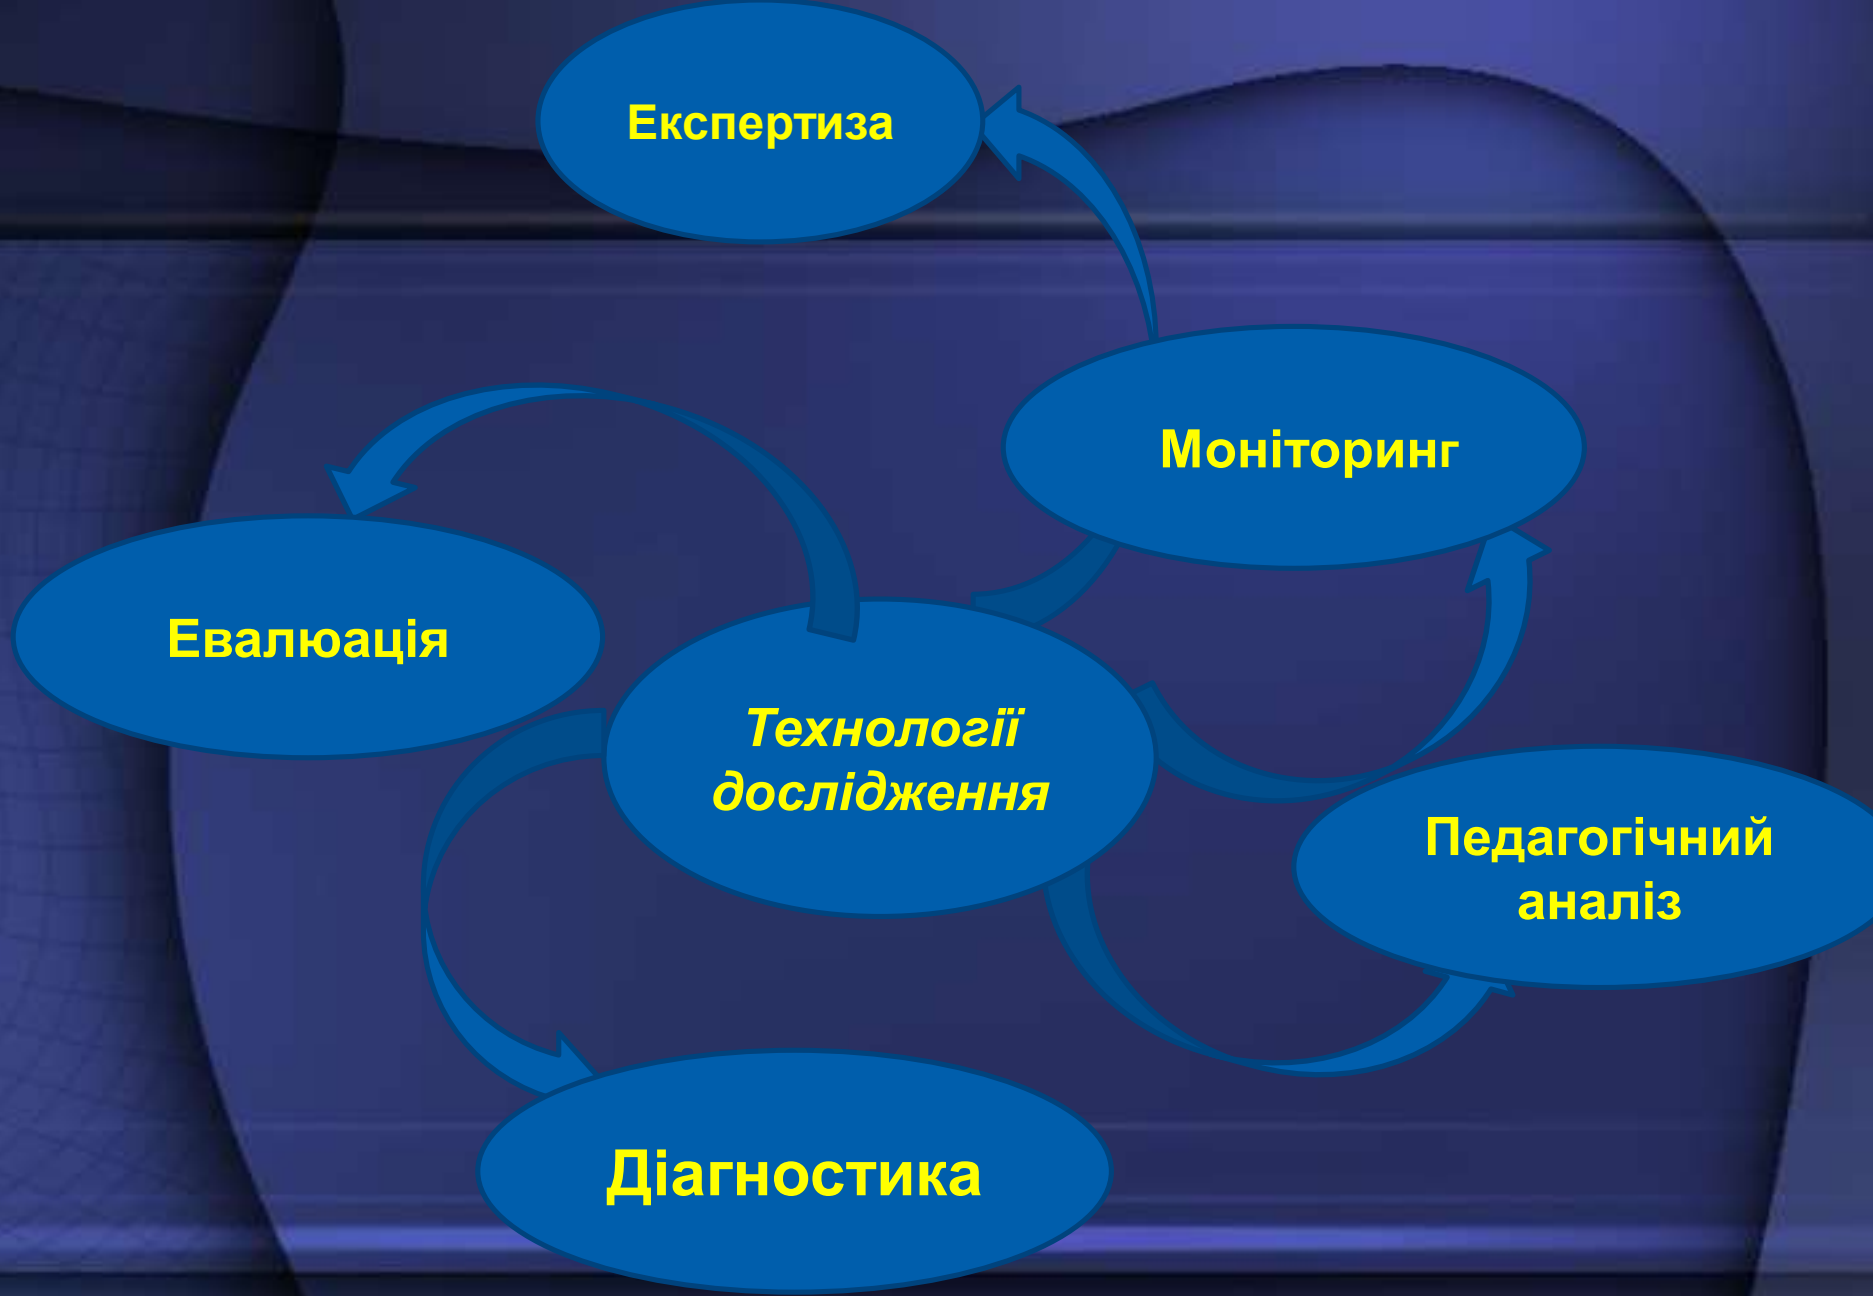 Експертиза
Моніторинг
Евалюація
Технології
дослідження
Педагогічний
аналіз
Діагностика